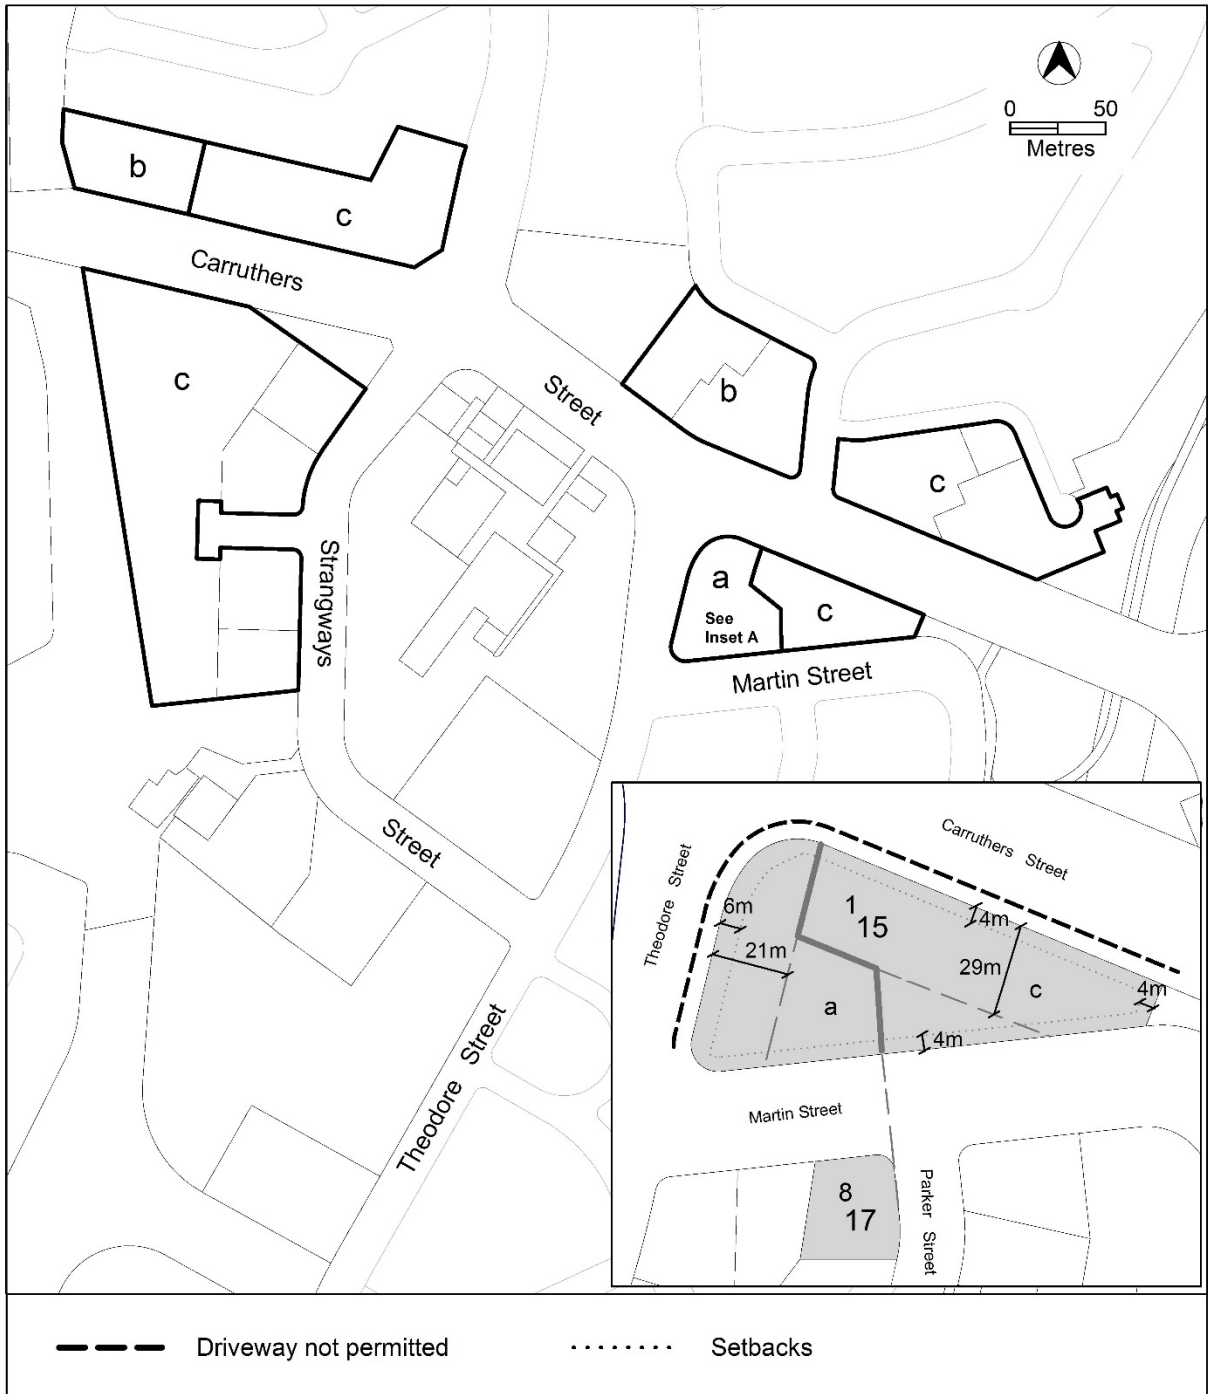 0 50
Metres
b
c
Carruthers
Street
c
b
c
a
See
Inset A
c
Strangways
Street
Martin Street
Theodore Street
Carruthers Street
Theodore Street
6m
1
15
4m
21m
29m
4m
a
c
4m
Martin Street
8
17
Parker Street
Driveway not permitted
Setbacks